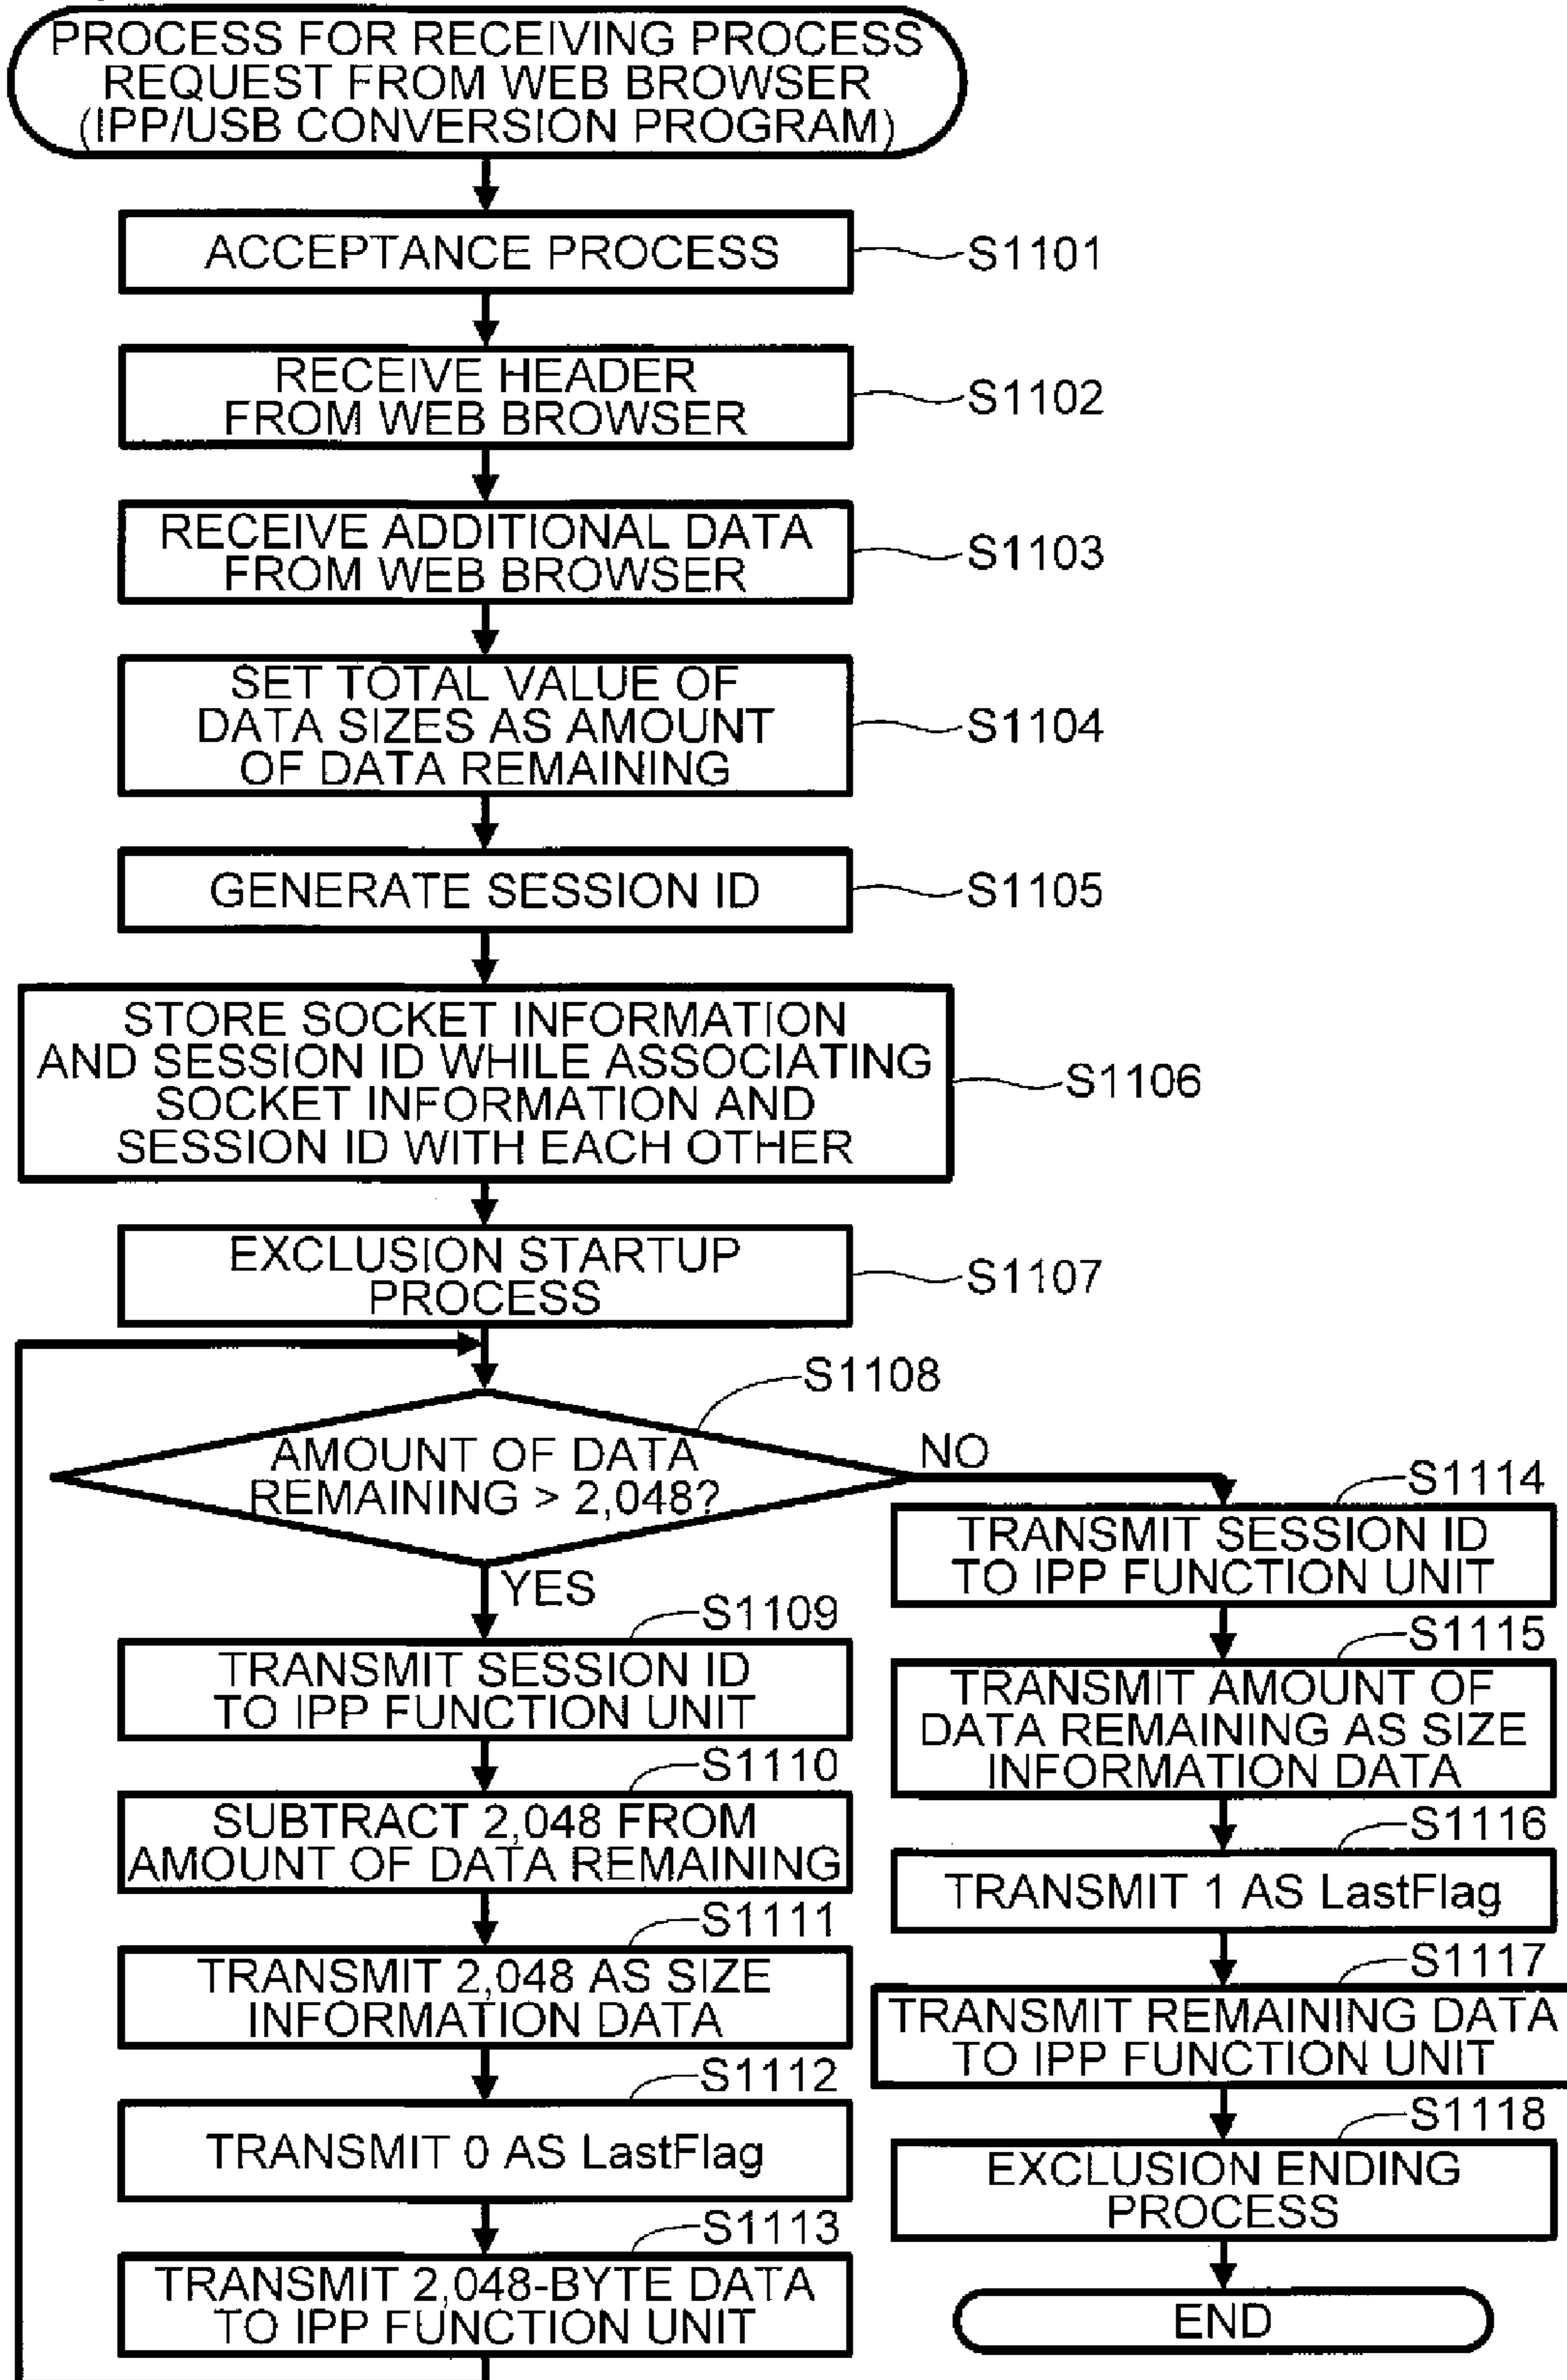 PROCESS FOR RECEIVING PROCESS
REQUEST FROM WEB BROWSER
(IPP/USB CONVERSION PROGRAM)
ACCEPTANCE PROCESS
S1101
RECEIVE HEADER
FROM WEB BROWSER
S1102
RECEIVE ADDITIONAL DATA
FROM WEB BROWSER
S1103
SET TOTAL VALUE OF
DATA SIZES AS AMOUNT
OF DATA REMAINING
S1104
GENERATE SESSION ID
S1105
STORE SOCKET INFORMATION
AND SESSION ID WHILE ASSOCIATING
SOCKET INFORMATION AND
SESSION ID WITH EACH OTHER
S1106
EXCLUSION STARTUP
PROCESS
S1107
S1108
AMOUNT OF DATA
REMAINING > 2,048?
NO
YES
S1109
TRANSMIT SESSION ID
TO IPP FUNCTION UNIT
S1110
SUBTRACT 2,048 FROM
AMOUNT OF DATA REMAINING
S1111
TRANSMIT 2,048 AS SIZE
INFORMATION DATA
S1112
TRANSMIT 0 AS LastFlag
S1113
TRANSMIT 2,048-BYTE DATA
TO IPP FUNCTION UNIT
S1114
TRANSMIT SESSION ID
TO IPP FUNCTION UNIT
S1115
TRANSMIT AMOUNT OF
DATA REMAINING AS SIZE
INFORMATION DATA
S1116
TRANSMIT 1 AS LastFlag
S1117
TRANSMIT REMAINING DATA
TO IPP FUNCTION UNIT
S1118
EXCLUSION ENDING
PROCESS
END